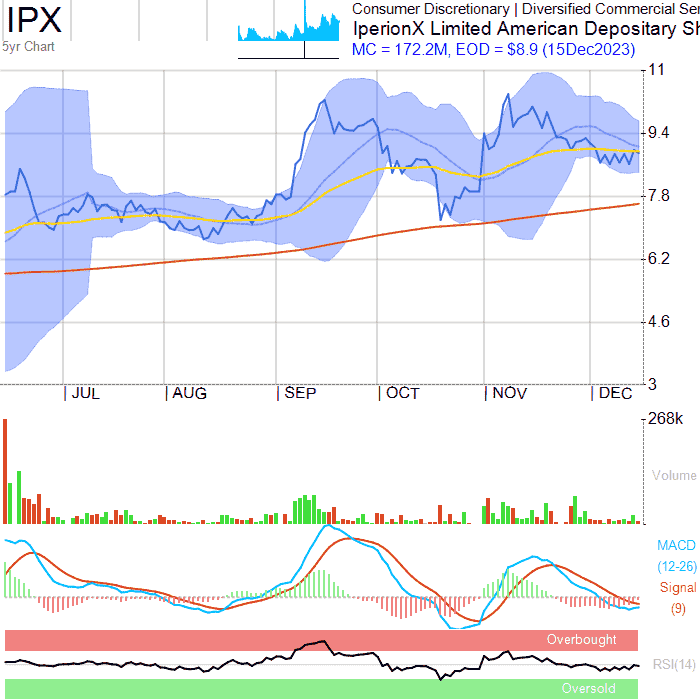 IPX
5yr Chart
Consumer Discretionary | Diversified Commercial Ser
IperionX Limited American Depositary Sh
MC = 172.2M, EOD = $8.9 (15Dec2023)
11
9.4
7.8
6.2
4.6
3
JUL AUG SEP OCT NOV DEC
268k
Volume
MACD
(12-26)
Signal
(9)
Overbought
RSI(14)
Oversold